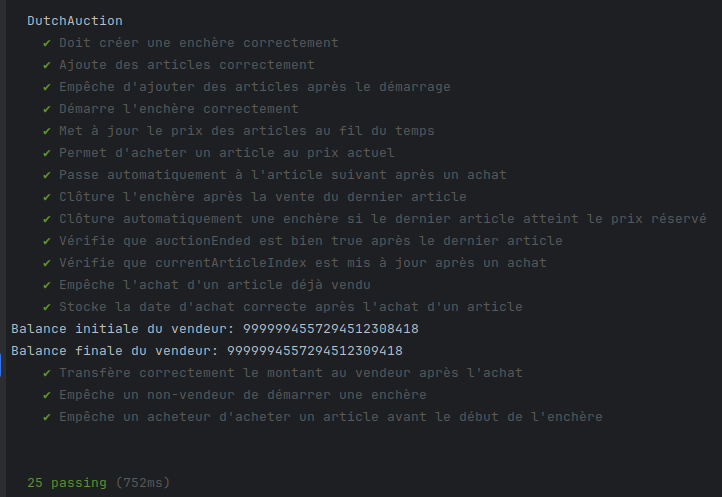 DutchAuction
✔ Doit créer une enchère correctement
✔ Ajoute des articles correctement
✔ Empêche d'ajouter des articles après le démarrage
✔ Démarre l'enchère correctement
✔ Met à jour le prix des articles au fil du temps
✔ Permet d'acheter un article au prix actuel
✔ Passe automatiquement à l'article suivant après un achat
✔ Clôture l'enchère après la vente du dernier article
✔ Clôture automatiquement une enchère si le dernier article atteint le prix réservé
✔ Vérifie que auctionEnded est bien true après le dernier article
✔ Vérifie que currentArticleIndex est mis à jour après un achat
✔ Empêche l'achat d'un article déjà vendu
✔ Stocke la date d'achat correcte après l'achat d'un article
Balance initiale du vendeur: 9999994557294512308418
Balance finale du vendeur: 9999994557294512309418
✔ Transfère correctement le montant au vendeur après l'achat
✔ Empêche un non-vendeur de démarrer une enchère
✔ Empêche un acheteur d'acheter un article avant le début de l'enchère
25 passing (752ms)